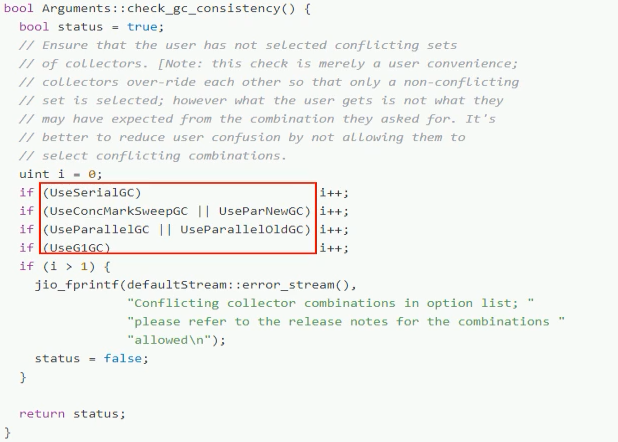 bool Arguments::check_gc_consistency() {
  bool status = true;
  // Ensure that the user has not selected conflicting sets
  // of collectors. [Note: this check is merely a user convenience;
  // collectors over-ride each other so that only a non-conflicting
  // set is selected; however what the user gets is not what they
  // may have expected from the combination they asked for. It's
  // better to reduce user confusion by not allowing them to
  // select conflicting combinations.
  uint i = 0;
  if (UseSerialGC)                       i++;
  if (UseConcMarkSweepGC || UseParNewGC) i++;
  if (UseParallelGC || UseParallelOldGC) i++;
  if (UseG1GC)                           i++;
  if (i > 1) {
    jio_fprintf(defaultStream::error_stream(),
                "Conflicting collector combinations in option list; "
                "please refer to the release notes for the combinations "
                "allowed\n");
    status = false;
  }

  return status;
}